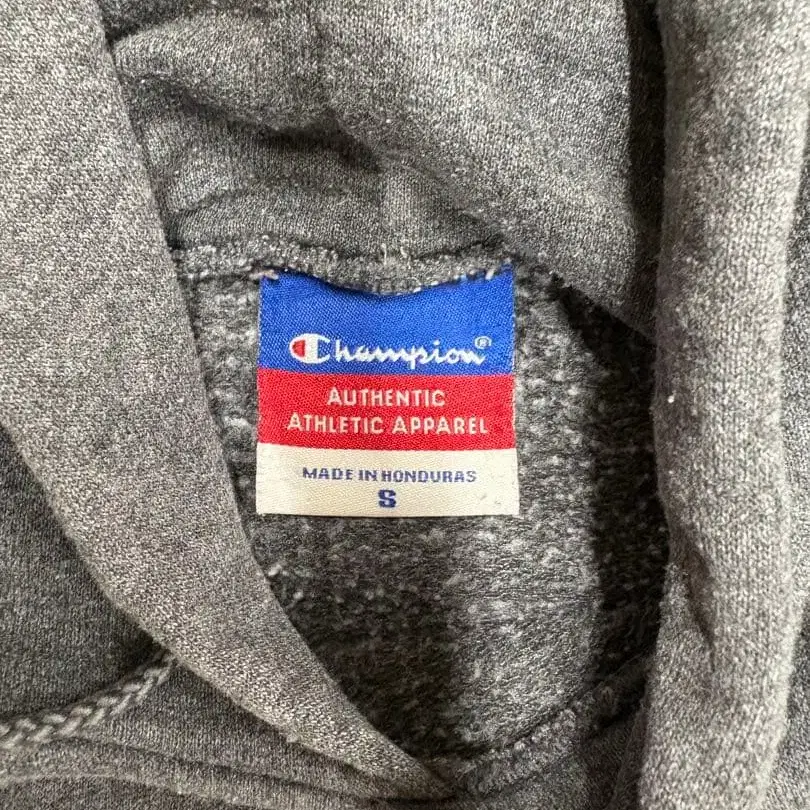 Champion®
AUTHENTIC
ATHLETIC APPAREL
MADE IN HONDURAS
S